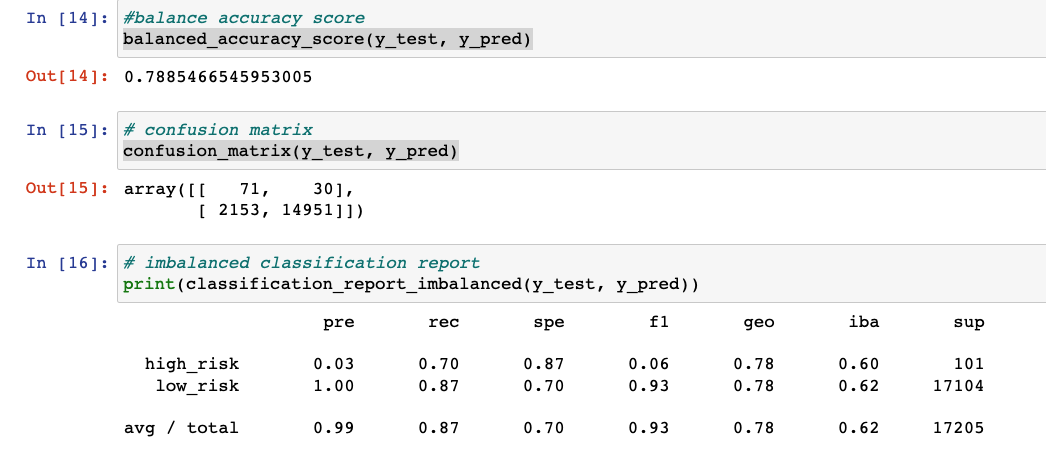 In [14]: #balance accuracy score
balanced_accuracy_score(y_test, y_pred)
Out[14]: 0.7885466545953005
In [15]: # confusion matrix
confusion_matrix(y_test, y_pred)
Out[15]: array([[ 71, 30],
[ 2153, 14951]])
In [16]: # imbalanced classification report
print(classification_report_imbalanced(y_test, y_pred))
pre rec spe f1 geo iba sup
high_risk 0.03 0.70 0.87 0.06 0.78 0.60 101
low_risk 1.00 0.87 0.70 0.93 0.78 0.62 17104
avg / total 0.99 0.87 0.70 0.93 0.78 0.62 17205